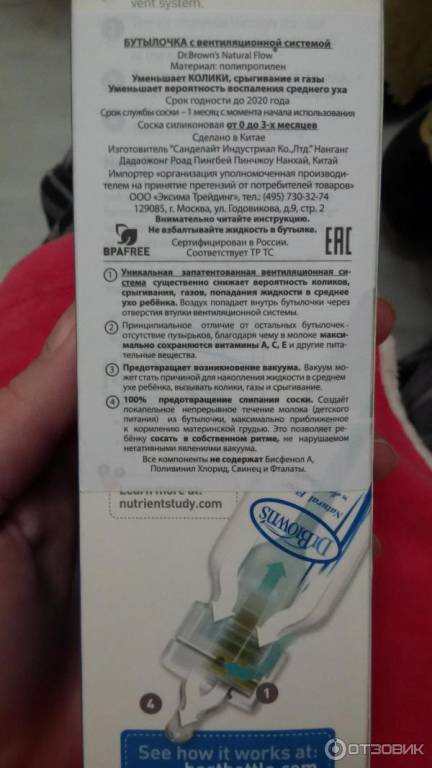 vent system.
БУТЫЛОЧКА с вентиляционной системой
Dr.Brown's Natural Flow
Материал: полипропилен
Уменьшает КОЛИКИ, срыгивание и газы
Уменьшает вероятность воспаления среднего уха
Срок годности до 2020 года
Срок службы соски – 1 месяц с момента начала использования
Соска силиконовая от 0 до 3-х месяцев
Сделано в Китае
Изготовитель "Санделайт Индустриал Ко.,Лтд." Нанганг
Дадаожонг Роад Пингбей Пинчжоу Нанхай, Китай
Импортер «организация уполномоченная производи-
телем на принятие претензий от потребителей товаров»
ООО «Эксима Трейдинг», тел.: (495) 730-32-74
129085, г. Москва, ул. Годовикова, д.9, стр. 2
Внимательно читайте инструкцию.
Не взбалтывайте жидкость в бутылке.
Сертифицирован в России.
Соответствует ТР ТС
BPAFREE
EAC
1 Уникальная запатентованная вентиляционная си-
стема существенно снижает вероятность коликов,
срыгивания, газов, попадания жидкости в среднее
ухо ребёнка. Воздух попадает внутрь бутылочки через
отверстия втулки вентиляционной системы.
2 Принципиальное отличие от остальных бутылочек-
отсутствие пузырьков, благодаря чему в молоке макси-
мально сохраняются витамины А, С, Е и другие пита-
тельные вещества.
3 Предотвращает возникновение вакуума. Вакуум мо-
жет стать причиной для накопления жидкости в среднем
ухе ребёнка, вызывать колики, газы и срыгивание.
4 100% предотвращение слипания соски. Создаёт
покапельное непрерывное течение молока (детского
питания) из бутылочки, максимально приближенное
к кормлению материнской грудью. Это позволяет ре-
бёнку сосать в собственном ритме, не нарушаемом
негативными явлениями вакуума.
Все компоненты не содержат Бисфенол А,
Поливинил Хлорид, Свинец и Фталаты.
Learn more at:
nutrientstudy.com
Dr.Brown's
Natural
4
1
See how it works at:
ОТЗОВИК